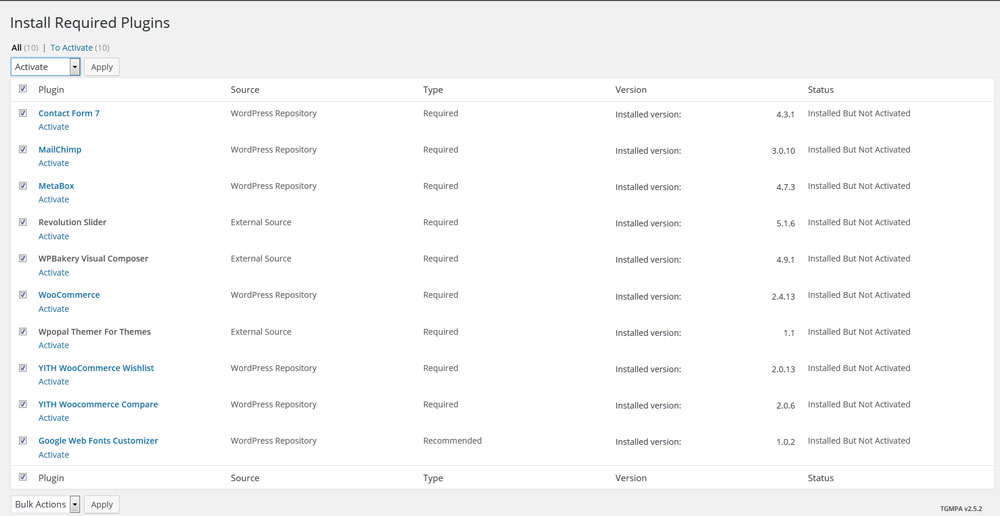 Install Required Plugins
All (10) | To Activate (10)
Activate Apply
Plugin Source Type Version Status
Contact Form 7 WordPress Repository Required Installed version: 4.3.1 Installed But Not Activated
Activate
MailChimp WordPress Repository Required Installed version: 3.0.10 Installed But Not Activated
Activate
MetaBox WordPress Repository Required Installed version: 4.7.3 Installed But Not Activated
Activate
Revolution Slider External Source Required Installed version: 5.1.6 Installed But Not Activated
Activate
WPBakery Visual Composer External Source Required Installed version: 4.9.1 Installed But Not Activated
Activate
WooCommerce WordPress Repository Required Installed version: 2.4.13 Installed But Not Activated
Activate
Wpopal Themer For Themes External Source Required Installed version: 1.1 Installed But Not Activated
Activate
YITH WooCommerce Wishlist WordPress Repository Required Installed version: 2.0.13 Installed But Not Activated
Activate
YITH Woocommerce Compare WordPress Repository Required Installed version: 2.0.6 Installed But Not Activated
Activate
Google Web Fonts Customizer WordPress Repository Recommended Installed version: 1.0.2 Installed But Not Activated
Activate
Plugin Source Type Version Status
Bulk Actions Apply
TGMPA v2.5.2